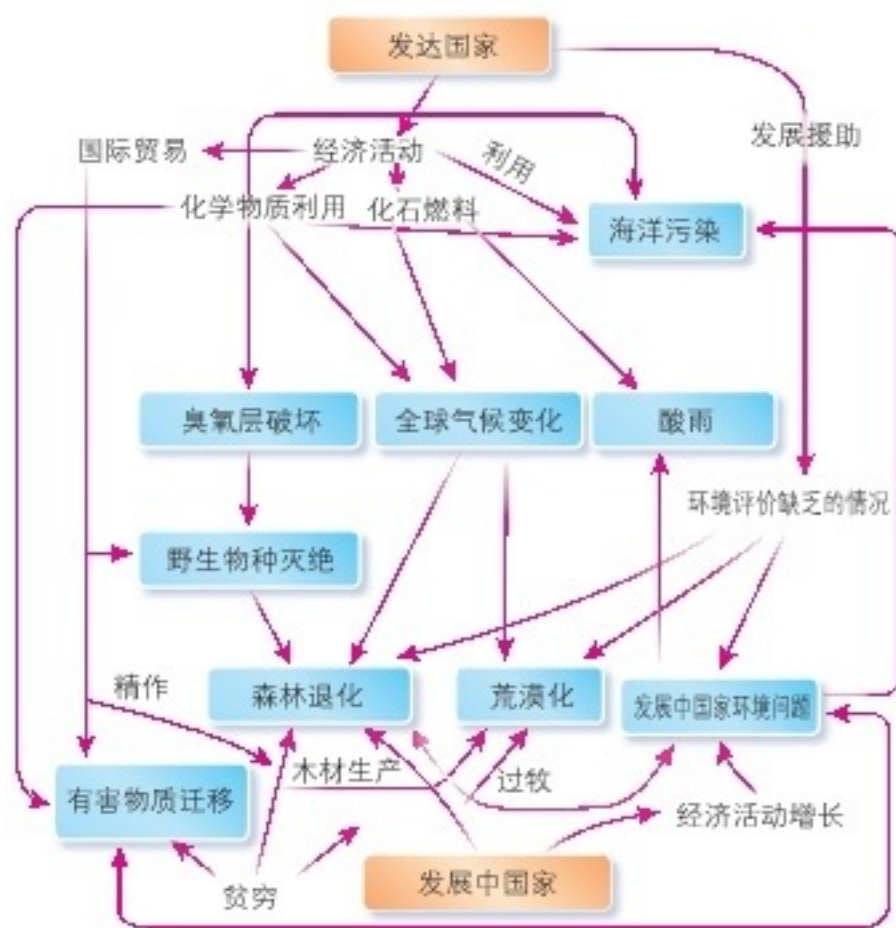 发达国家
发展援助
国际贸易
经济活动
利用
化学物质利用
化石燃料
海洋污染
臭氧层破坏
全球气候变化
酸雨
环境评价缺乏的情况
野生物种灭绝
精作
森林退化
荒漠化
发展中国家环境问题
有害物质迁移
木材生产
过牧
经济活动增长
贫穷
发展中国家